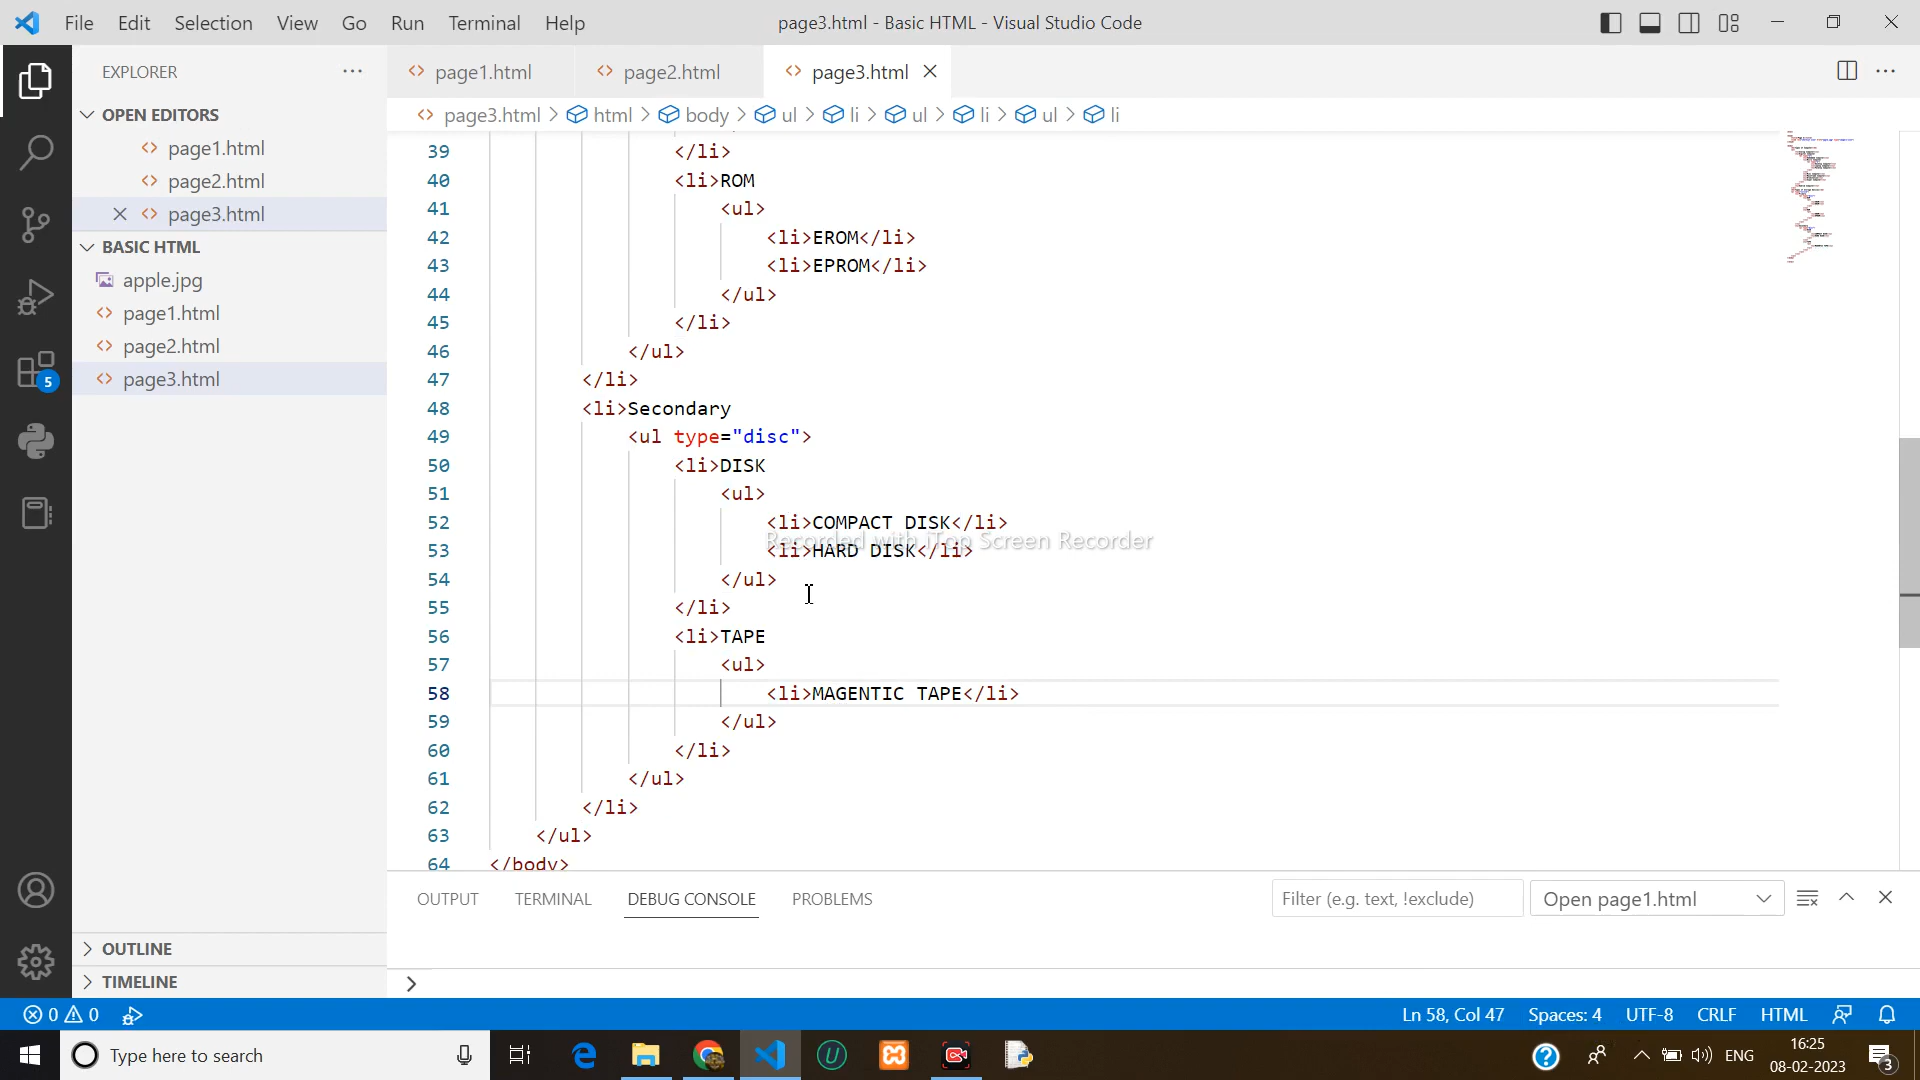 File Edit Selection View Go Run Terminal Help page3.html - Basic HTML - Visual Studio Code
EXPLORER
page1.html page2.html page3.html
page3.html > html > body > ul > li > ul > li > ul > li
OPEN EDITORS
page1.html
page2.html
page3.html
BASIC HTML
apple.jpg
page1.html
page2.html
page3.html
OUTLINE
TIMELINE
39 </li>
40 <li>ROM
41 <ul>
42 <li>EROM</li>
43 <li>EPROM</li>
44 </ul>
45 </li>
46 </ul>
47 </li>
48 <li>Secondary
49 <ul type="disc">
50 <li>DISK
51 <ul>
52 <li>COMPACT DISK</li>
Recorded with iTop Screen Recorder
53 <li>HARD DISK</li>
54 </ul>
55 </li>
56 <li>TAPE
57 <ul>
58 <li>MAGENTIC TAPE</li>
59 </ul>
60 </li>
61 </ul>
62 </li>
63 </ul>
64 </body>
OUTPUT TERMINAL DEBUG CONSOLE PROBLEMS Filter (e.g. text, !exclude) Open page1.html
5
0 0 Ln 58, Col 47 Spaces: 4 UTF-8 CRLF HTML
Type here to search
ENG 16:25
08-02-2023
3